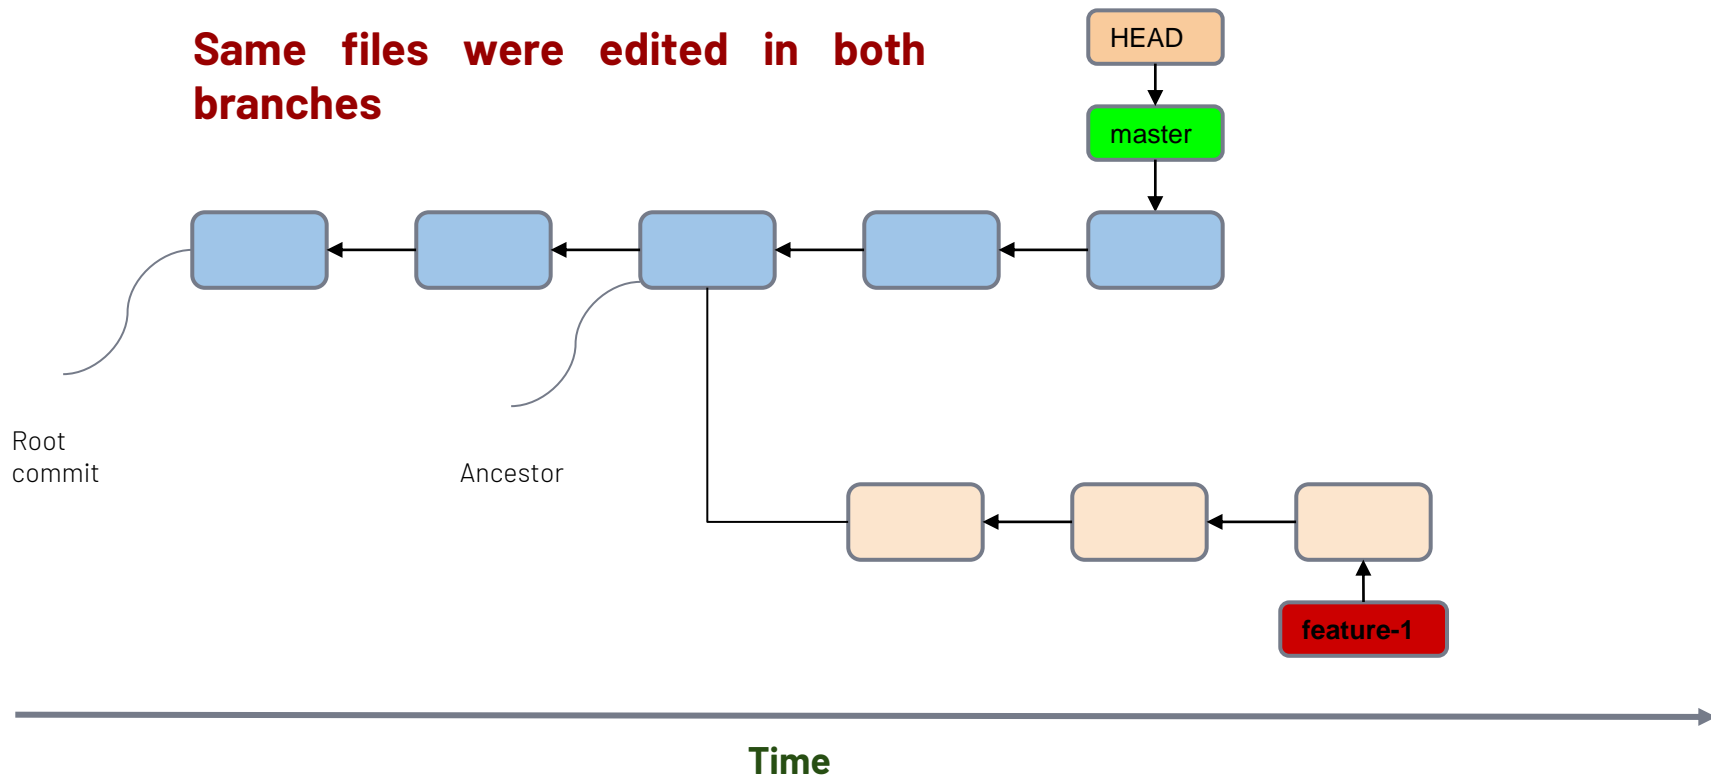 Same files were edited in both
branches
HEAD
master
Root
commit
Ancestor
feature-1
Time